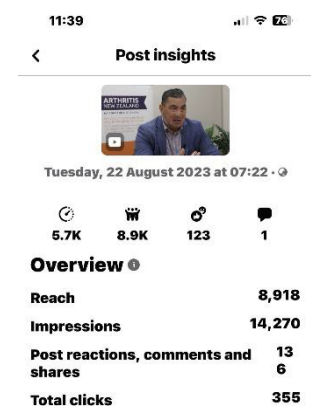 11:39
76
Post insights
ARTHRITIS
NEW ZEALAND
Tuesday, 22 August 2023 at 07:22 ·
5.7K 8.9K 123 1
Overview
Reach 8,918
Impressions 14,270
Post reactions, comments and 13
shares 6
Total clicks 355